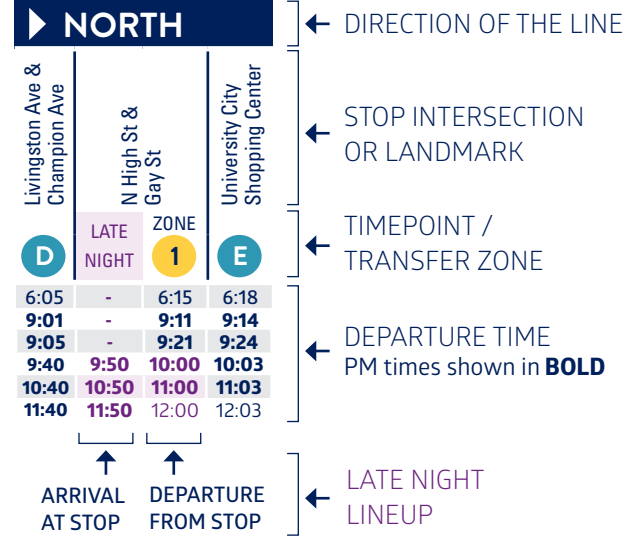 NORTH
DIRECTION OF THE LINE
Livingston Ave &
Champion Ave
N High St &
Gay St
University City
Shopping Center
STOP INTERSECTION
OR LANDMARK
D
LATE
NIGHT
ZONE
1
E
TIMEPOINT /
TRANSFER ZONE
6:05 - 6:15 6:18
9:01 - 9:11 9:14
9:05 - 9:21 9:24
9:40 9:50 10:00 10:03
10:40 10:50 11:00 11:03
11:40 11:50 12:00 12:03
DEPARTURE TIME
PM times shown in BOLD
ARRIVAL
AT STOP
DEPARTURE
FROM STOP
LATE NIGHT
LINEUP